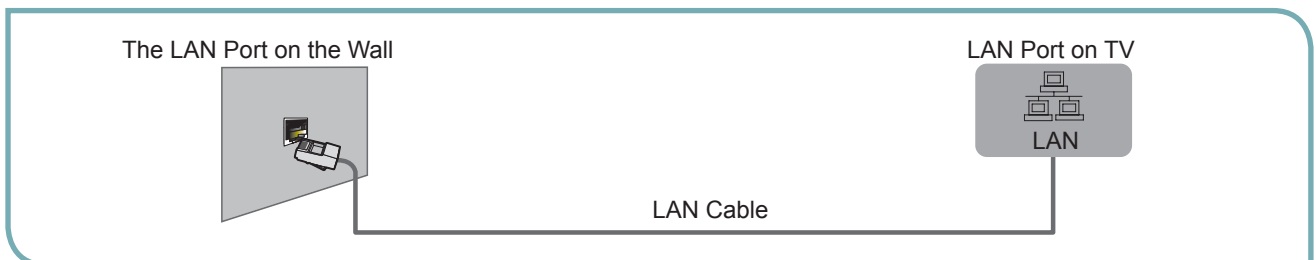 The LAN Port on the Wall
LAN Port on TV
LAN
LAN Cable